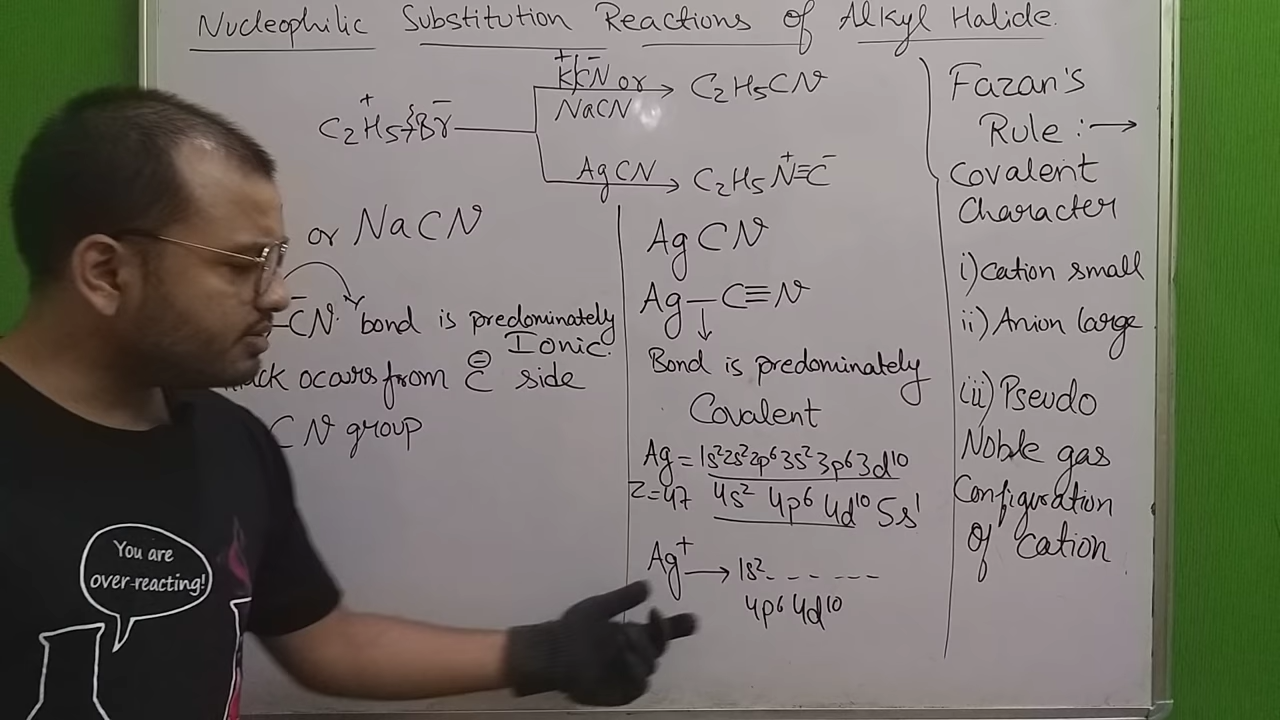 Nucleophilic Substitution Reactions of Alkyl Halide.
C2H5 + Br −
K+ CN− or
NaCN
C2H5CN
AgCN
C2H5N+≡C−
or NaCN
−CN. bond is predominately
Ionic.
occurs from C⊖ side
CN group
AgCN
Ag−C≡N
↓
Bond is predominately
Covalent
Ag = 1s² 2s² 2p⁶ 3s² 3p⁶ 3d¹⁰
Z=47 4s² 4p⁶ 4d¹⁰ 5s¹
Ag+ → 1s² - - - - -
4p⁶ 4d¹⁰
Fazan's
Rule :→
Covalent
Character
i) cation small
ii) Anion large
iii) Pseudo
Noble gas
Configuration
of cation
You are
over-reacting!